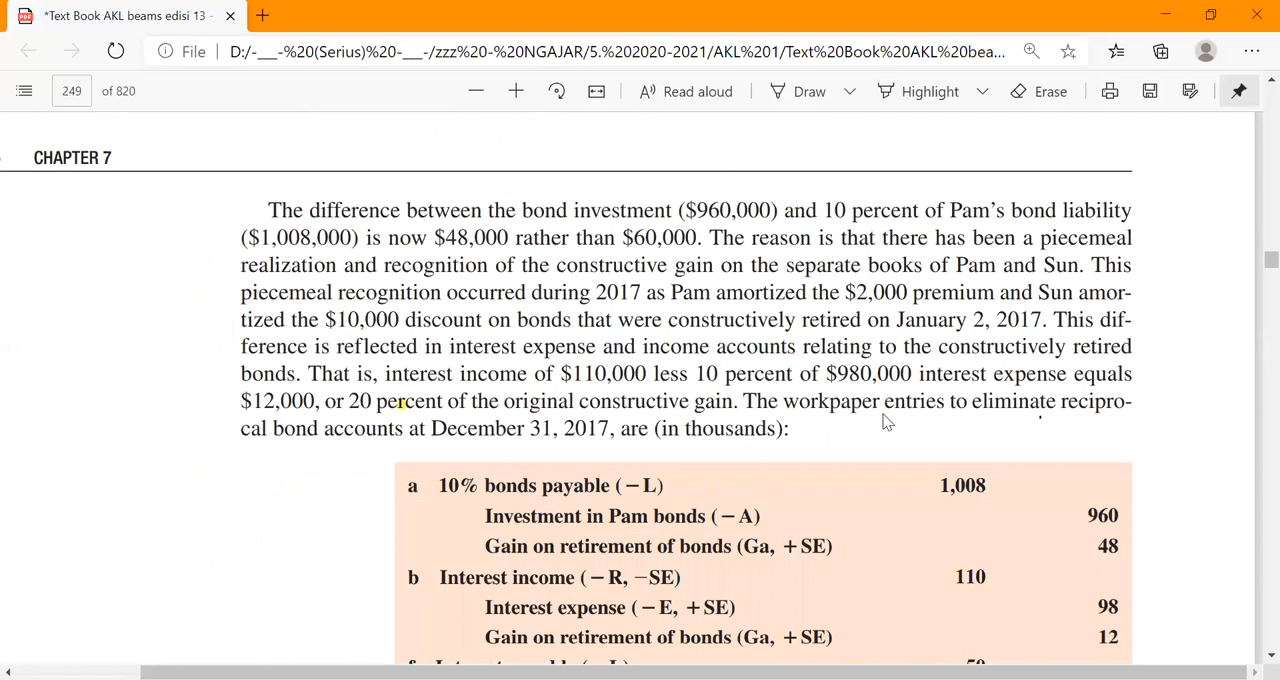 *Text Book AKL beams edisi 13 -
File
D:/-___-%20(Serius)%20-___-/zzz%20-%20NGAJAR/5.%202020-2021/AKL%201/Text%20Book%20AKL%20bea...
249 of 820
Read aloud
Draw
Highlight
Erase
CHAPTER 7
The difference between the bond investment ($960,000) and 10 percent of Pam's bond liability
($1,008,000) is now $48,000 rather than $60,000. The reason is that there has been a piecemeal
realization and recognition of the constructive gain on the separate books of Pam and Sun. This
piecemeal recognition occurred during 2017 as Pam amortized the $2,000 premium and Sun amor-
tized the $10,000 discount on bonds that were constructively retired on January 2, 2017. This dif-
ference is reflected in interest expense and income accounts relating to the constructively retired
bonds. That is, interest income of $110,000 less 10 percent of $980,000 interest expense equals
$12,000, or 20 percent of the original constructive gain. The workpaper entries to eliminate recipro-
cal bond accounts at December 31, 2017, are (in thousands):
a 10% bonds payable (−L) 1,008
Investment in Pam bonds (−A) 960
Gain on retirement of bonds (Ga, +SE) 48
b Interest income (−R, −SE) 110
Interest expense (−E, +SE) 98
Gain on retirement of bonds (Ga, +SE) 12